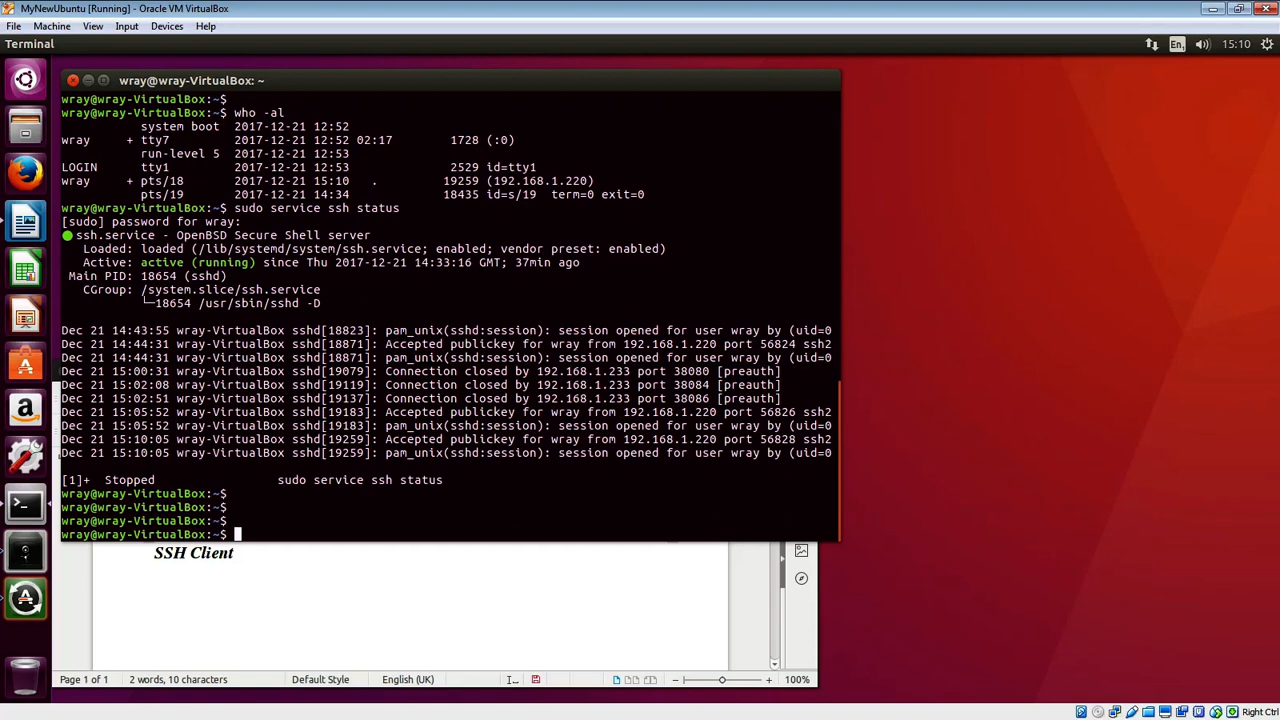 MyNewUbuntu [Running] - Oracle VM VirtualBox
File Machine View Input Devices Help
Terminal En 15:10
wray@wray-VirtualBox: ~
wray@wray-VirtualBox:~$
wray@wray-VirtualBox:~$ who -al
system boot 2017-12-21 12:52
wray + tty7 2017-12-21 12:52 02:17 1728 (:0)
run-level 5 2017-12-21 12:53
LOGIN tty1 2017-12-21 12:53 2529 id=tty1
wray + pts/18 2017-12-21 15:10 . 19259 (192.168.1.220)
pts/19 2017-12-21 14:34 18435 id=s/19 term=0 exit=0
wray@wray-VirtualBox:~$ sudo service ssh status
[sudo] password for wray:
● ssh.service - OpenBSD Secure Shell server
Loaded: loaded (/lib/systemd/system/ssh.service; enabled; vendor preset: enabled)
Active: active (running) since Thu 2017-12-21 14:33:16 GMT; 37min ago
Main PID: 18654 (sshd)
CGroup: /system.slice/ssh.service
└─18654 /usr/sbin/sshd -D
Dec 21 14:43:55 wray-VirtualBox sshd[18823]: pam_unix(sshd:session): session opened for user wray by (uid=0
Dec 21 14:44:31 wray-VirtualBox sshd[18871]: Accepted publickey for wray from 192.168.1.220 port 56824 ssh2
Dec 21 14:44:31 wray-VirtualBox sshd[18871]: pam_unix(sshd:session): session opened for user wray by (uid=0
Dec 21 15:00:31 wray-VirtualBox sshd[19079]: Connection closed by 192.168.1.233 port 38080 [preauth]
Dec 21 15:02:08 wray-VirtualBox sshd[19119]: Connection closed by 192.168.1.233 port 38084 [preauth]
Dec 21 15:02:51 wray-VirtualBox sshd[19137]: Connection closed by 192.168.1.233 port 38086 [preauth]
Dec 21 15:05:52 wray-VirtualBox sshd[19183]: Accepted publickey for wray from 192.168.1.220 port 56826 ssh2
Dec 21 15:05:52 wray-VirtualBox sshd[19183]: pam_unix(sshd:session): session opened for user wray by (uid=0
Dec 21 15:10:05 wray-VirtualBox sshd[19259]: Accepted publickey for wray from 192.168.1.220 port 56828 ssh2
Dec 21 15:10:05 wray-VirtualBox sshd[19259]: pam_unix(sshd:session): session opened for user wray by (uid=0
[1]+ Stopped sudo service ssh status
wray@wray-VirtualBox:~$
wray@wray-VirtualBox:~$
wray@wray-VirtualBox:~$
wray@wray-VirtualBox:~$
SSH Client
Page 1 of 1 2 words, 10 characters Default Style English (UK) 100%
Right Ctrl